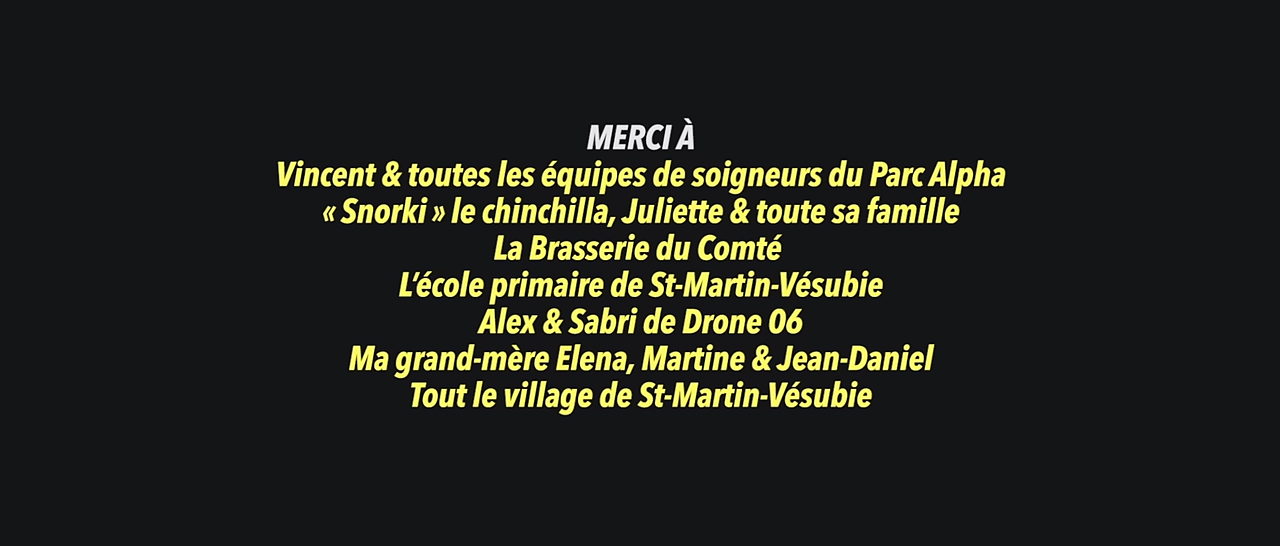 MERCI À
Vincent & toutes les équipes de soigneurs du Parc Alpha
« Snorki » le chinchilla, Juliette & toute sa famille
La Brasserie du Comté
L’école primaire de St-Martin-Vésubie
Alex & Sabri de Drone 06
Ma grand-mère Elena, Martine & Jean-Daniel
Tout le village de St-Martin-Vésubie